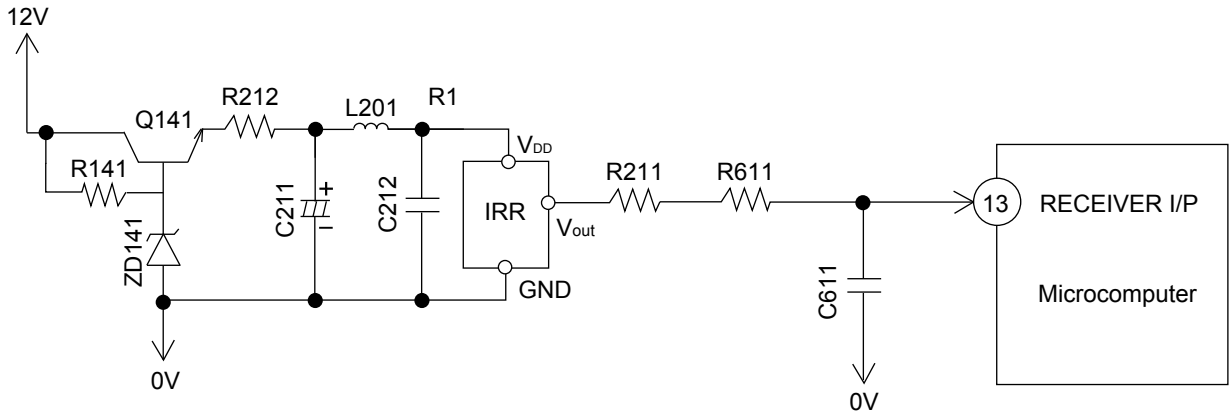 12V
R212
L201
R1
Q141
R141
VDD
R211
R611
C211
+
–
C212
IRR
Vout
13
RECEIVER I/P
ZD141
GND
C611
Microcomputer
0V
0V